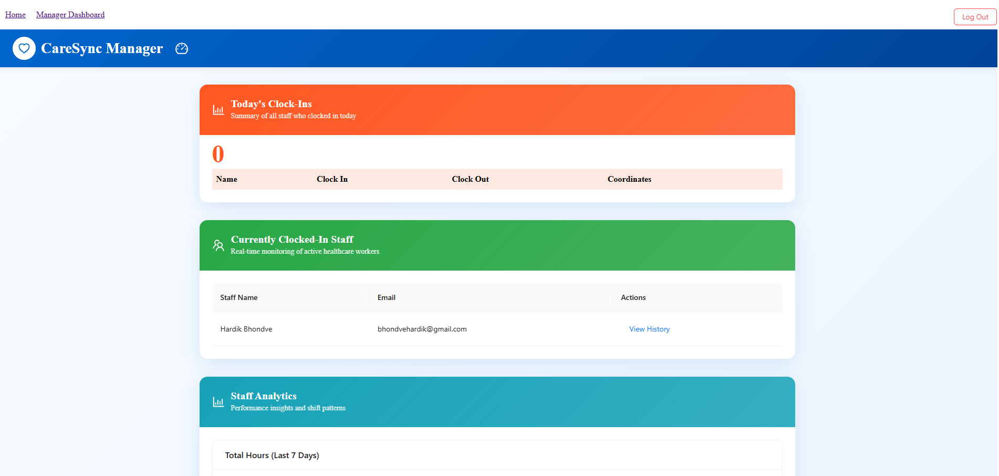 Home Manager Dashboard Log Out
CareSync Manager
Today's Clock-Ins
Summary of all staff who clocked in today
0
Name Clock In Clock Out Coordinates
Currently Clocked-In Staff
Real-time monitoring of active healthcare workers
Staff Name Email Actions
Hardik Bhondve bhondvehardik@gmail.com View History
Staff Analytics
Performance insights and shift patterns
Total Hours (Last 7 Days)